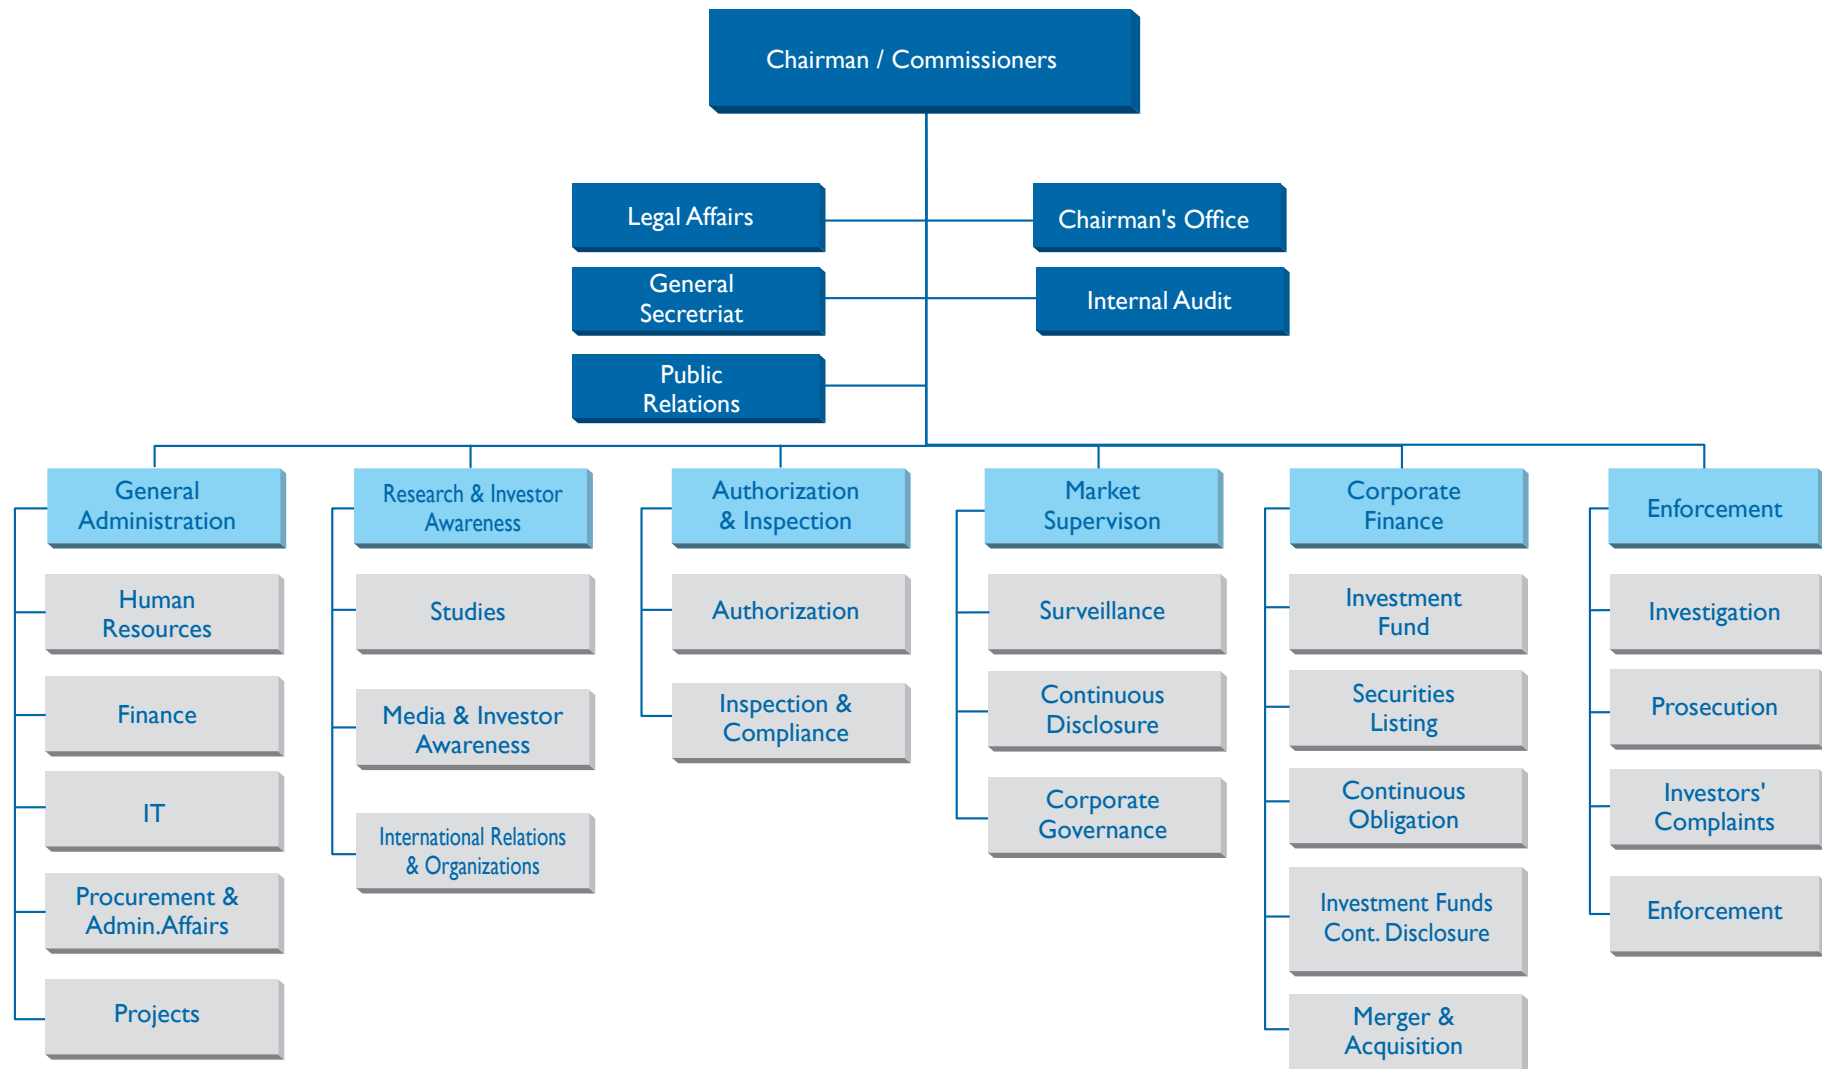 Chairman / Commissioners
Legal Affairs
Chairman's Office
General
Secretriat
Internal Audit
Public
Relations
General
Administration
Human
Resources
Finance
IT
Procurement &
Admin.Affairs
Projects
Research & Investor
Awareness
Studies
Media & Investor
Awareness
International Relations
& Organizations
Authorization
& Inspection
Authorization
Inspection &
Compliance
Market
Supervison
Surveillance
Continuous
Disclosure
Corporate
Governance
Corporate
Finance
Investment
Fund
Securities
Listing
Continuous
Obligation
Investment Funds
Cont. Disclosure
Merger &
Acquisition
Enforcement
Investigation
Prosecution
Investors'
Complaints
Enforcement